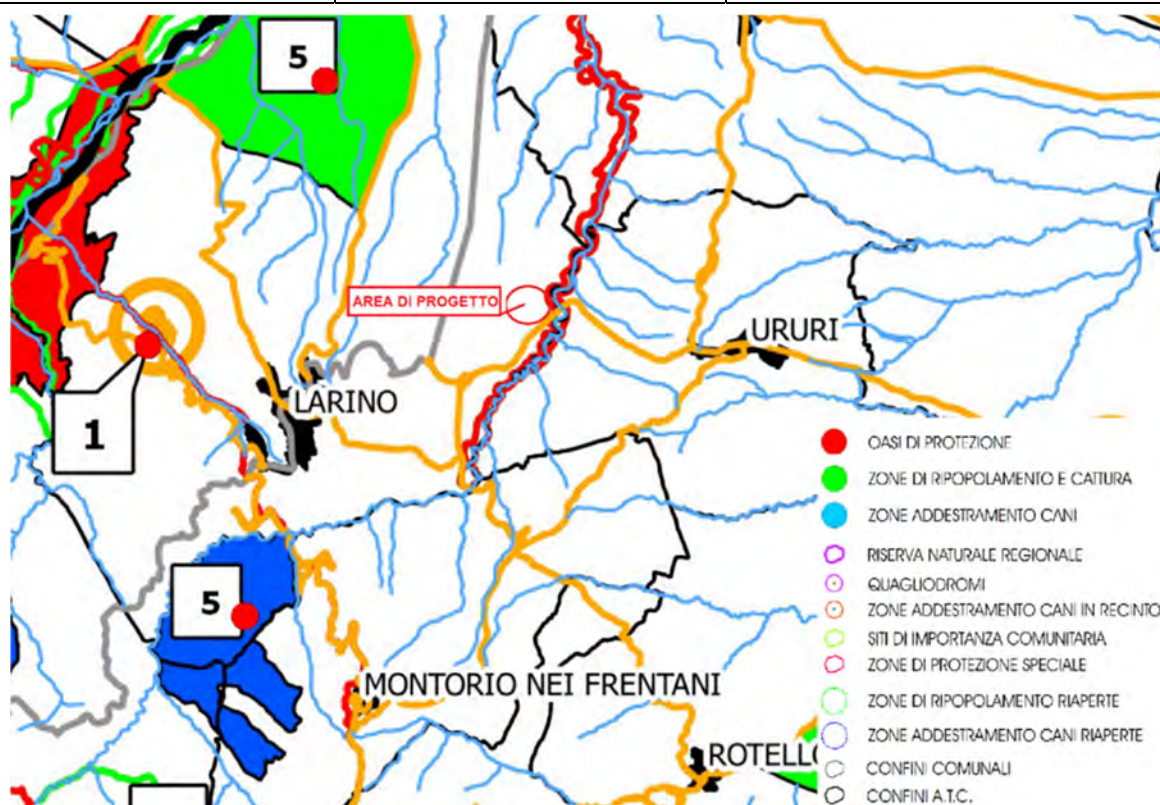 5
AREA DI PROGETTO
URURI
LARINO
1
5
MONTORIO NEI FRENTANI
ROTELLO
OASI DI PROTEZIONE
ZONE DI RIPOPOLAMENTO E CATTURA
ZONE ADDESTRAMENTO CANI
RISERVA NATURALE REGIONALE
QUAGLIODROMI
ZONE ADDESTRAMENTO CANI IN RECINTO
SITI DI IMPORTANZA COMUNITARIA
ZONE DI PROTEZIONE SPECIALE
ZONE DI RIPOPOLAMENTO RIAPERTE
ZONE ADDESTRAMENTO CANI RIAPERTE
CONFINI COMUNALI
CONFINI A.T.C.